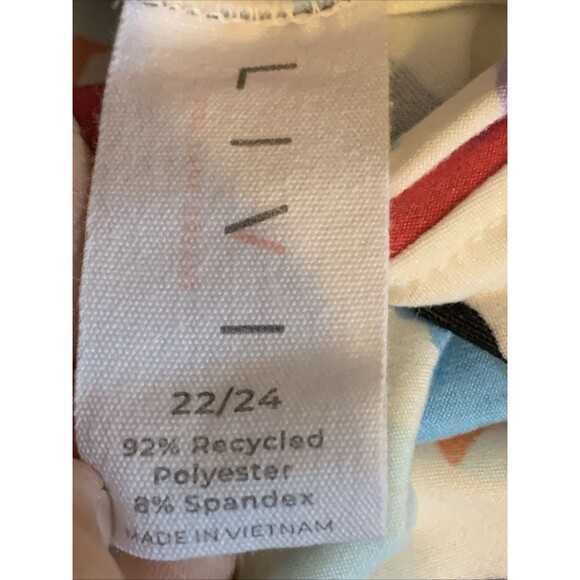 LIVI
22/24
92% Recycled
Polyester
8% Spandex
MADE IN VIETNAM